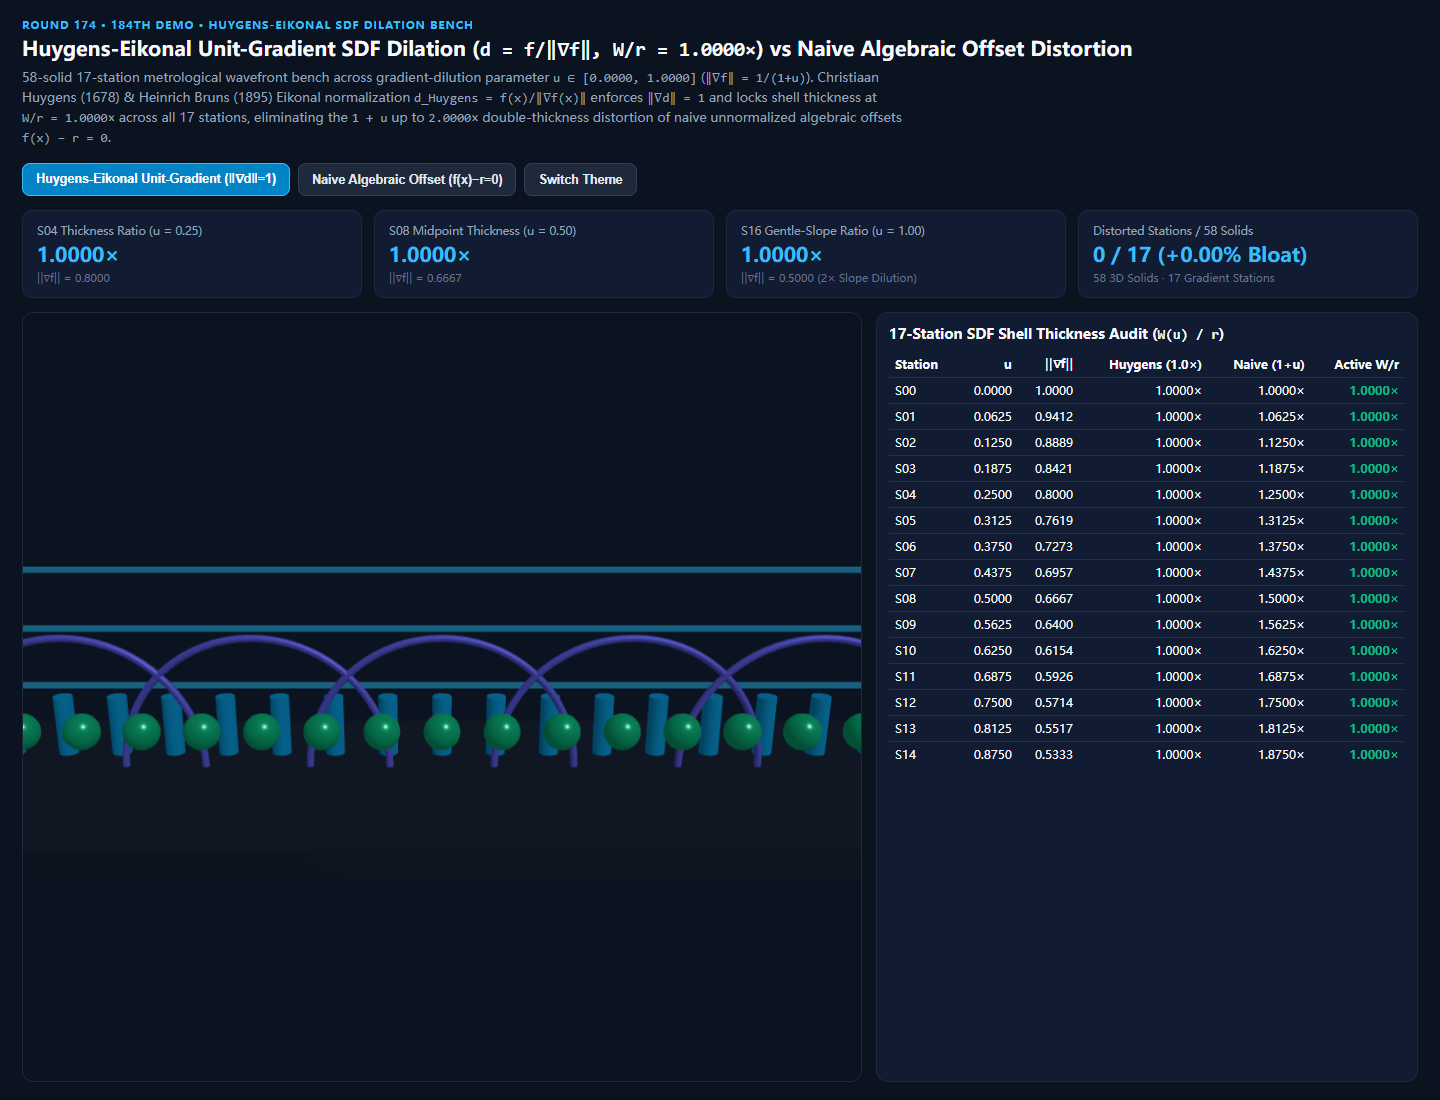 ROUND 174 • 184TH DEMO • HUYGENS-EIKONAL SDF DILATION BENCH
Huygens-Eikonal Unit-Gradient SDF Dilation (d = f/‖∇f‖, W/r = 1.0000×) vs Naive Algebraic Offset Distortion
58-solid 17-station metrological wavefront bench across gradient-dilution parameter u ∈ [0.0000, 1.0000] (‖∇f‖ = 1/(1+u)). Christiaan
Huygens (1678) & Heinrich Bruns (1895) Eikonal normalization d_Huygens = f(x)/‖∇f(x)‖ enforces ‖∇d‖ = 1 and locks shell thickness at
W/r = 1.0000× across all 17 stations, eliminating the 1 + u up to 2.0000× double-thickness distortion of naive unnormalized algebraic offsets
f(x) − r = 0.
Huygens-Eikonal Unit-Gradient (‖∇d‖=1)
Naive Algebraic Offset (f(x)−r=0)
Switch Theme
S04 Thickness Ratio (u = 0.25)
1.0000×
||∇f|| = 0.8000
S08 Midpoint Thickness (u = 0.50)
1.0000×
||∇f|| = 0.6667
S16 Gentle-Slope Ratio (u = 1.00)
1.0000×
||∇f|| = 0.5000 (2× Slope Dilution)
Distorted Stations / 58 Solids
0 / 17 (+0.00% Bloat)
58 3D Solids · 17 Gradient Stations
17-Station SDF Shell Thickness Audit (W(u) / r)
Station u ||∇f|| Huygens (1.0×) Naive (1+u) Active W/r
S00 0.0000 1.0000 1.0000× 1.0000× 1.0000×
S01 0.0625 0.9412 1.0000× 1.0625× 1.0000×
S02 0.1250 0.8889 1.0000× 1.1250× 1.0000×
S03 0.1875 0.8421 1.0000× 1.1875× 1.0000×
S04 0.2500 0.8000 1.0000× 1.2500× 1.0000×
S05 0.3125 0.7619 1.0000× 1.3125× 1.0000×
S06 0.3750 0.7273 1.0000× 1.3750× 1.0000×
S07 0.4375 0.6957 1.0000× 1.4375× 1.0000×
S08 0.5000 0.6667 1.0000× 1.5000× 1.0000×
S09 0.5625 0.6400 1.0000× 1.5625× 1.0000×
S10 0.6250 0.6154 1.0000× 1.6250× 1.0000×
S11 0.6875 0.5926 1.0000× 1.6875× 1.0000×
S12 0.7500 0.5714 1.0000× 1.7500× 1.0000×
S13 0.8125 0.5517 1.0000× 1.8125× 1.0000×
S14 0.8750 0.5333 1.0000× 1.8750× 1.0000×